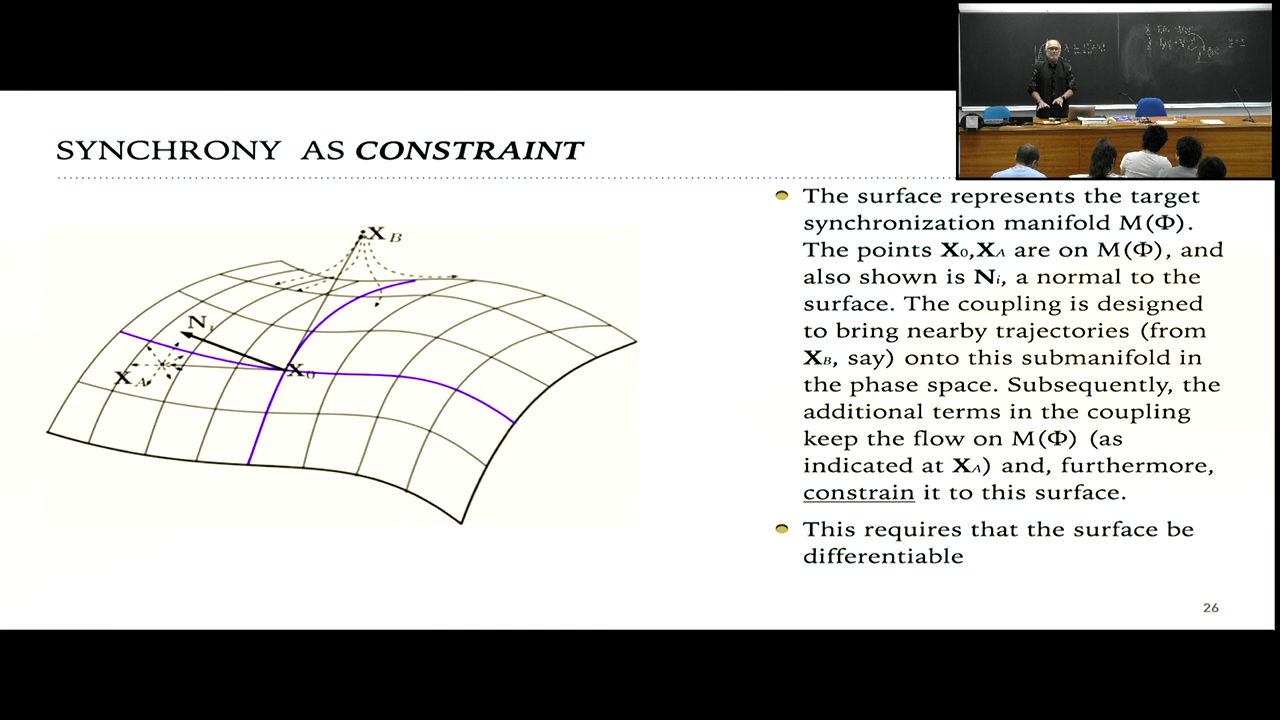 SYNCHRONY AS CONSTRAINT
X B
N i
X A
X0
The surface represents the target
synchronization manifold M(Φ).
The points X0,XA are on M(Φ), and
also shown is Ni, a normal to the
surface. The coupling is designed
to bring nearby trajectories (from
XB, say) onto this submanifold in
the phase space. Subsequently, the
additional terms in the coupling
keep the flow on M(Φ) (as
indicated at XA) and, furthermore,
constrain it to this surface.
This requires that the surface be
differentiable
26